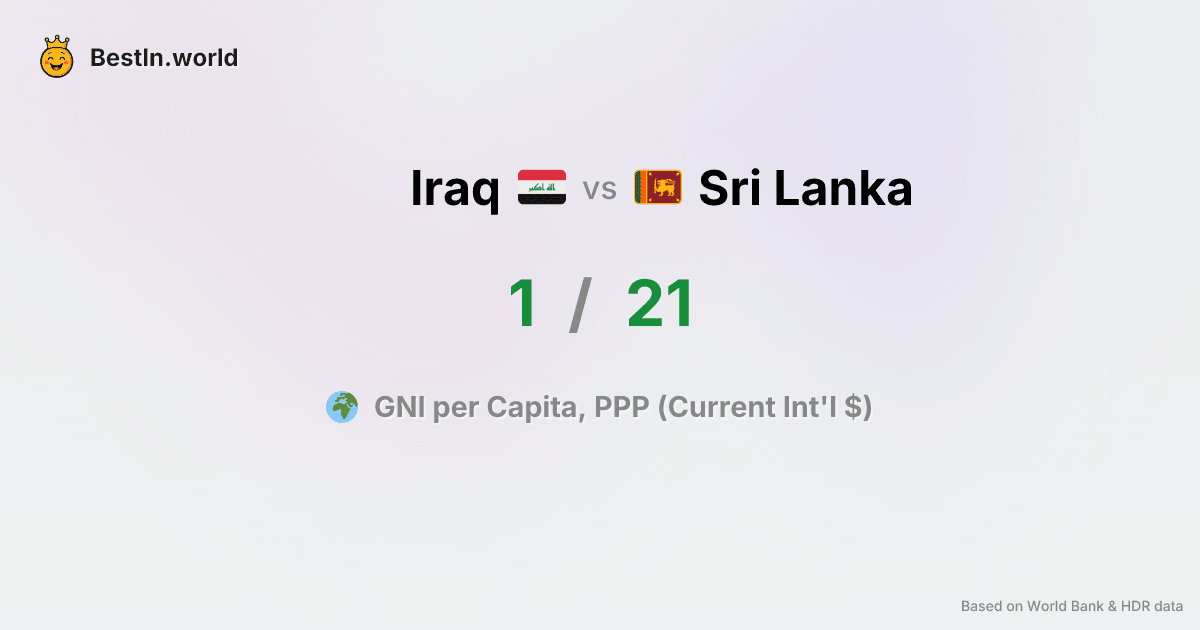 BestIn.world
Iraq vs Sri Lanka
1 / 21
GNI per Capita, PPP (Current Int'l $)
Based on World Bank & HDR data